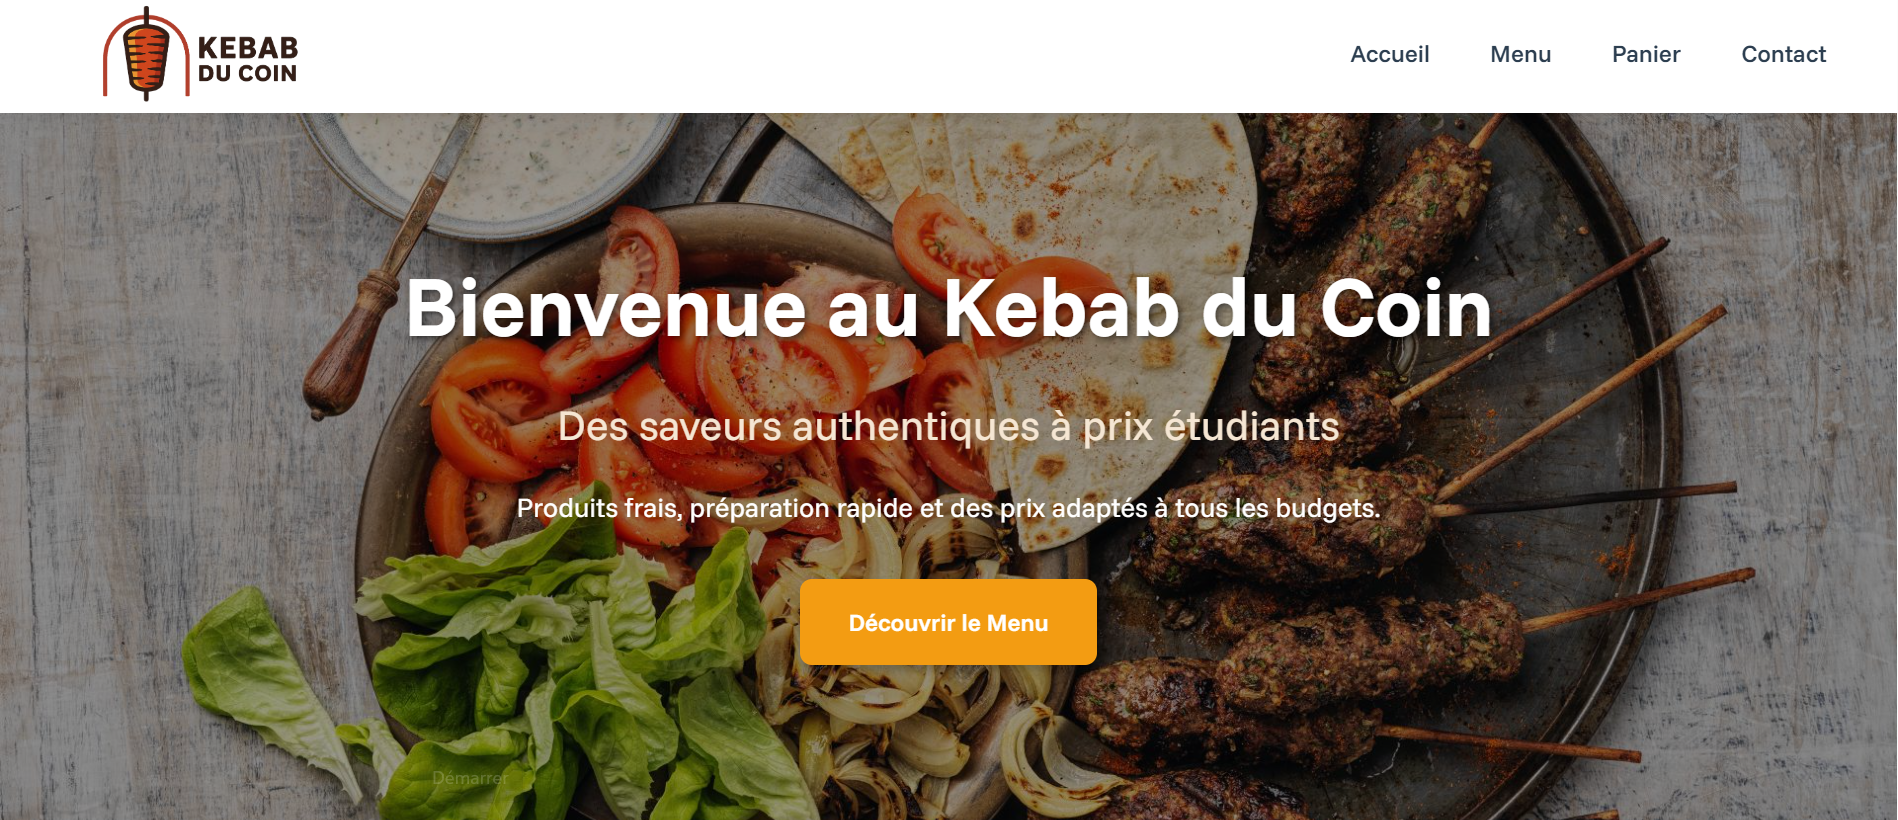 KEBAB
DU COIN
Accueil
Menu
Panier
Contact
Bienvenue au Kebab du Coin
Des saveurs authentiques à prix étudiants
Produits frais, préparation rapide et des prix adaptés à tous les budgets.
Découvrir le Menu
Démarrer